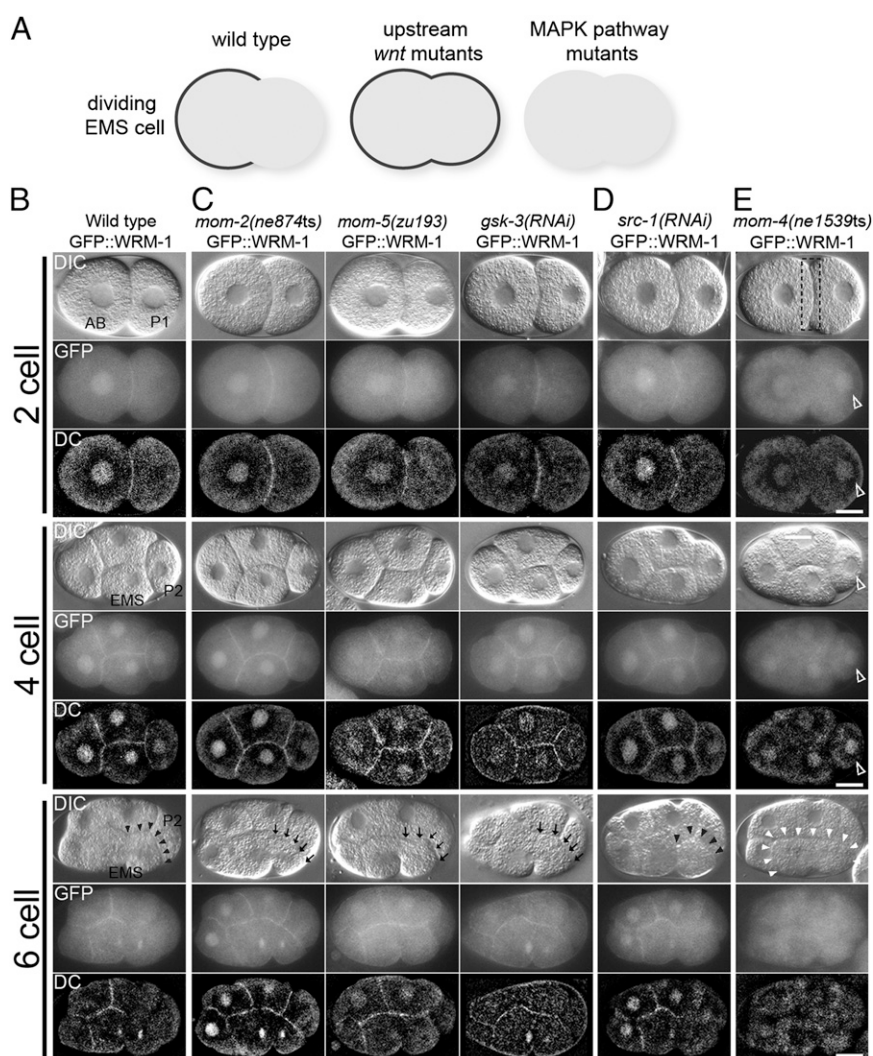 A
wild type
upstream
wnt mutants
MAPK pathway
mutants
dividing
EMS cell
B
C
D
E
Wild type
GFP::WRM-1
mom-2(ne874ts)
GFP::WRM-1
mom-5(zu193)
GFP::WRM-1
gsk-3(RNAi)
GFP::WRM-1
src-1(RNAi)
GFP::WRM-1
mom-4(ne1539ts)
GFP::WRM-1
2 cell
DIC
AB
P1
GFP
DC
4 cell
DIC
EMS
P2
GFP
DC
6 cell
DIC
P2
EMS
GFP
DC